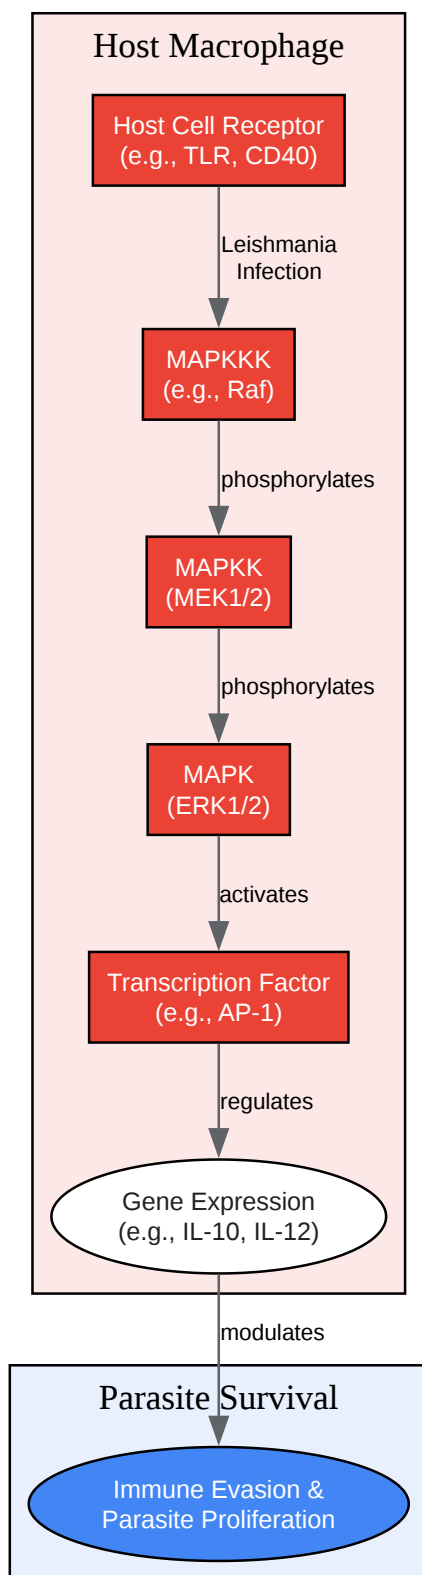 Host Macrophage
Host Cell Receptor
(e.g., TLR, CD40)
Leishmania
Infection
MAPKKK
(e.g., Raf)
phosphorylates
MAPKK
(MEK1/2)
phosphorylates
MAPK
(ERK1/2)
activates
Transcription Factor
(e.g., AP-1)
regulates
Gene Expression
(e.g., IL-10, IL-12)
modulates
Parasite Survival
Immune Evasion &
Parasite Proliferation